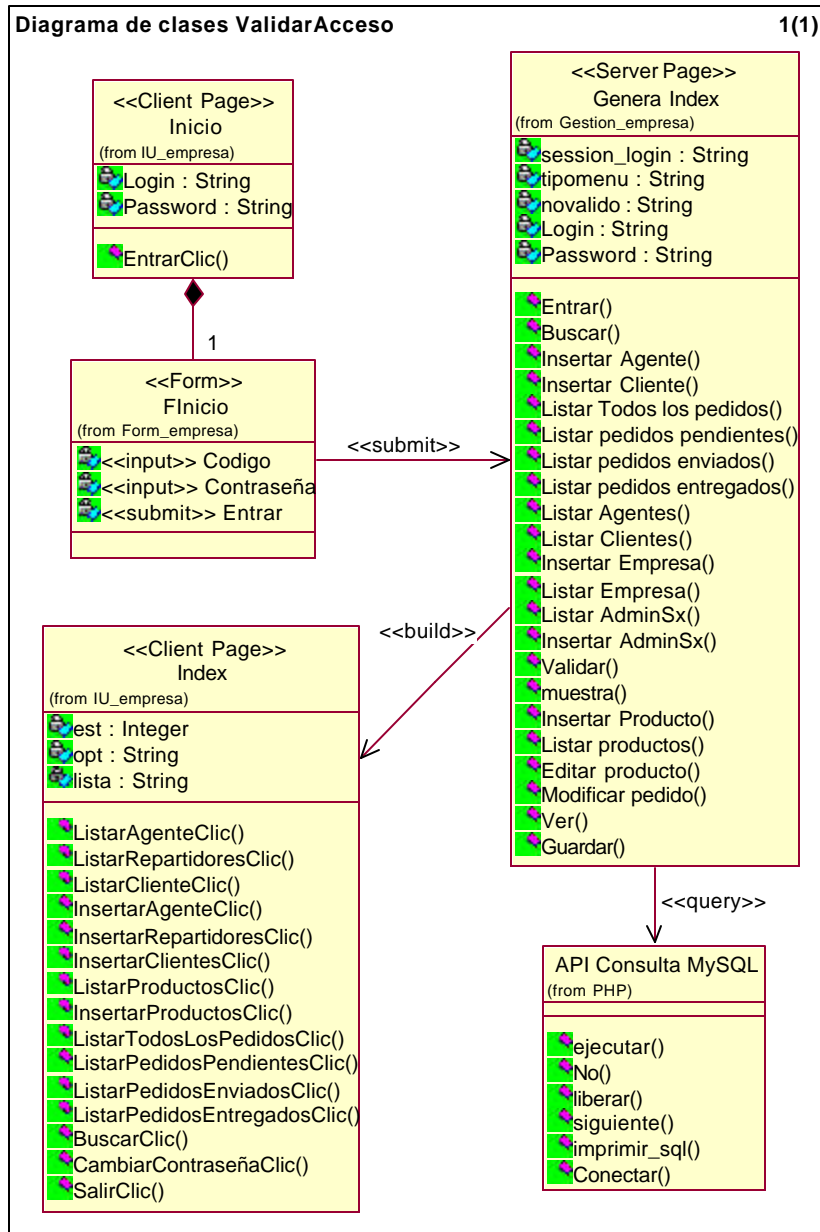 Diagrama de clases ValidarAcceso 1(1)
<<Client Page>>
Inicio
(from IU_empresa)
Login : String
Password : String
EntrarClic()
1
<<Form>>
FInicio
(from Form_empresa)
<<input>> Codigo
<<input>> Contraseña
<<submit>> Entrar
<<submit>>
<<Server Page>>
Genera Index
(from Gestion_empresa)
session_login : String
tipomenu : String
novalido : String
Login : String
Password : String
Entrar()
Buscar()
Insertar Agente()
Insertar Cliente()
Listar Todos los pedidos()
Listar pedidos pendientes()
Listar pedidos enviados()
Listar pedidos entregados()
Listar Agentes()
Listar Clientes()
Insertar Empresa()
Listar Empresa()
Listar AdminSx()
Insertar AdminSx()
Validar()
muestra()
Insertar Producto()
Listar productos()
Editar producto()
Modificar pedido()
Ver()
Guardar()
<<build>>
<<Client Page>>
Index
(from IU_empresa)
est : Integer
opt : String
lista : String
ListarAgenteClic()
ListarRepartidoresClic()
ListarClienteClic()
InsertarAgenteClic()
InsertarRepartidoresClic()
InsertarClientesClic()
ListarProductosClic()
InsertarProductosClic()
ListarTodosLosPedidosClic()
ListarPedidosPendientesClic()
ListarPedidosEnviadosClic()
ListarPedidosEntregadosClic()
BuscarClic()
CambiarContraseñaClic()
SalirClic()
<<query>>
API Consulta MySQL
(from PHP)
ejecutar()
No()
liberar()
siguiente()
imprimir_sql()
Conectar()